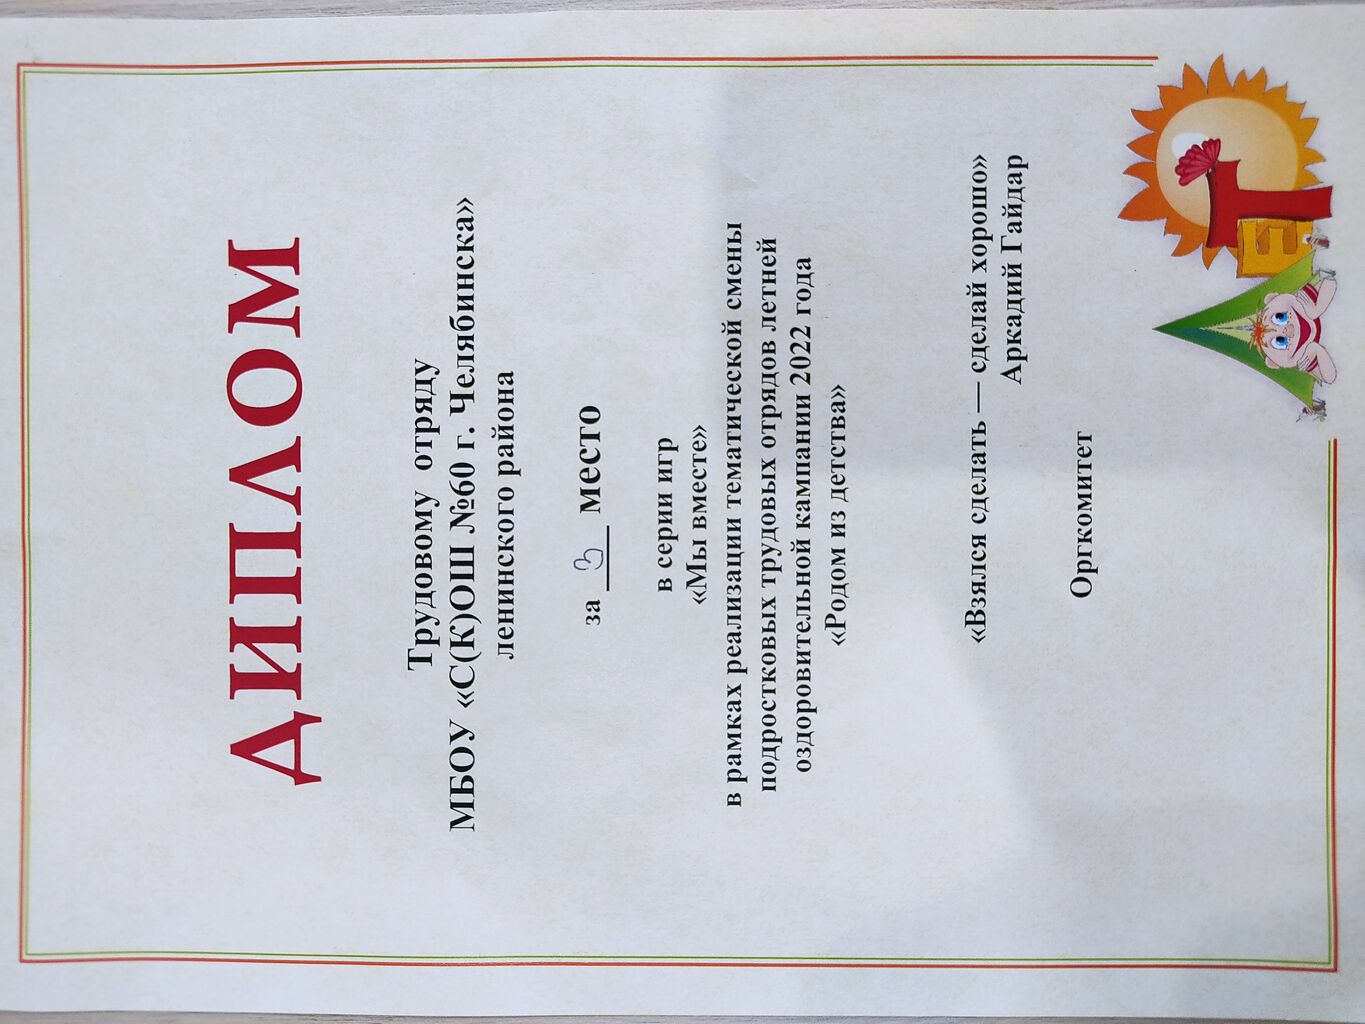 ДИПЛОМ
Трудовому отряду
МБОУ «С(К)ОШ №60 г. Челябинска»
ленинского района
за 3 место
в серии игр
«Мы вместе»
в рамках реализации тематической смены
подростковых трудовых отрядов летней
оздоровительной кампании 2022 года
«Родом из детства»
«Взялся сделать — сделай хорошо»
Аркадий Гайдар
Оргкомитет
ЛЕТ